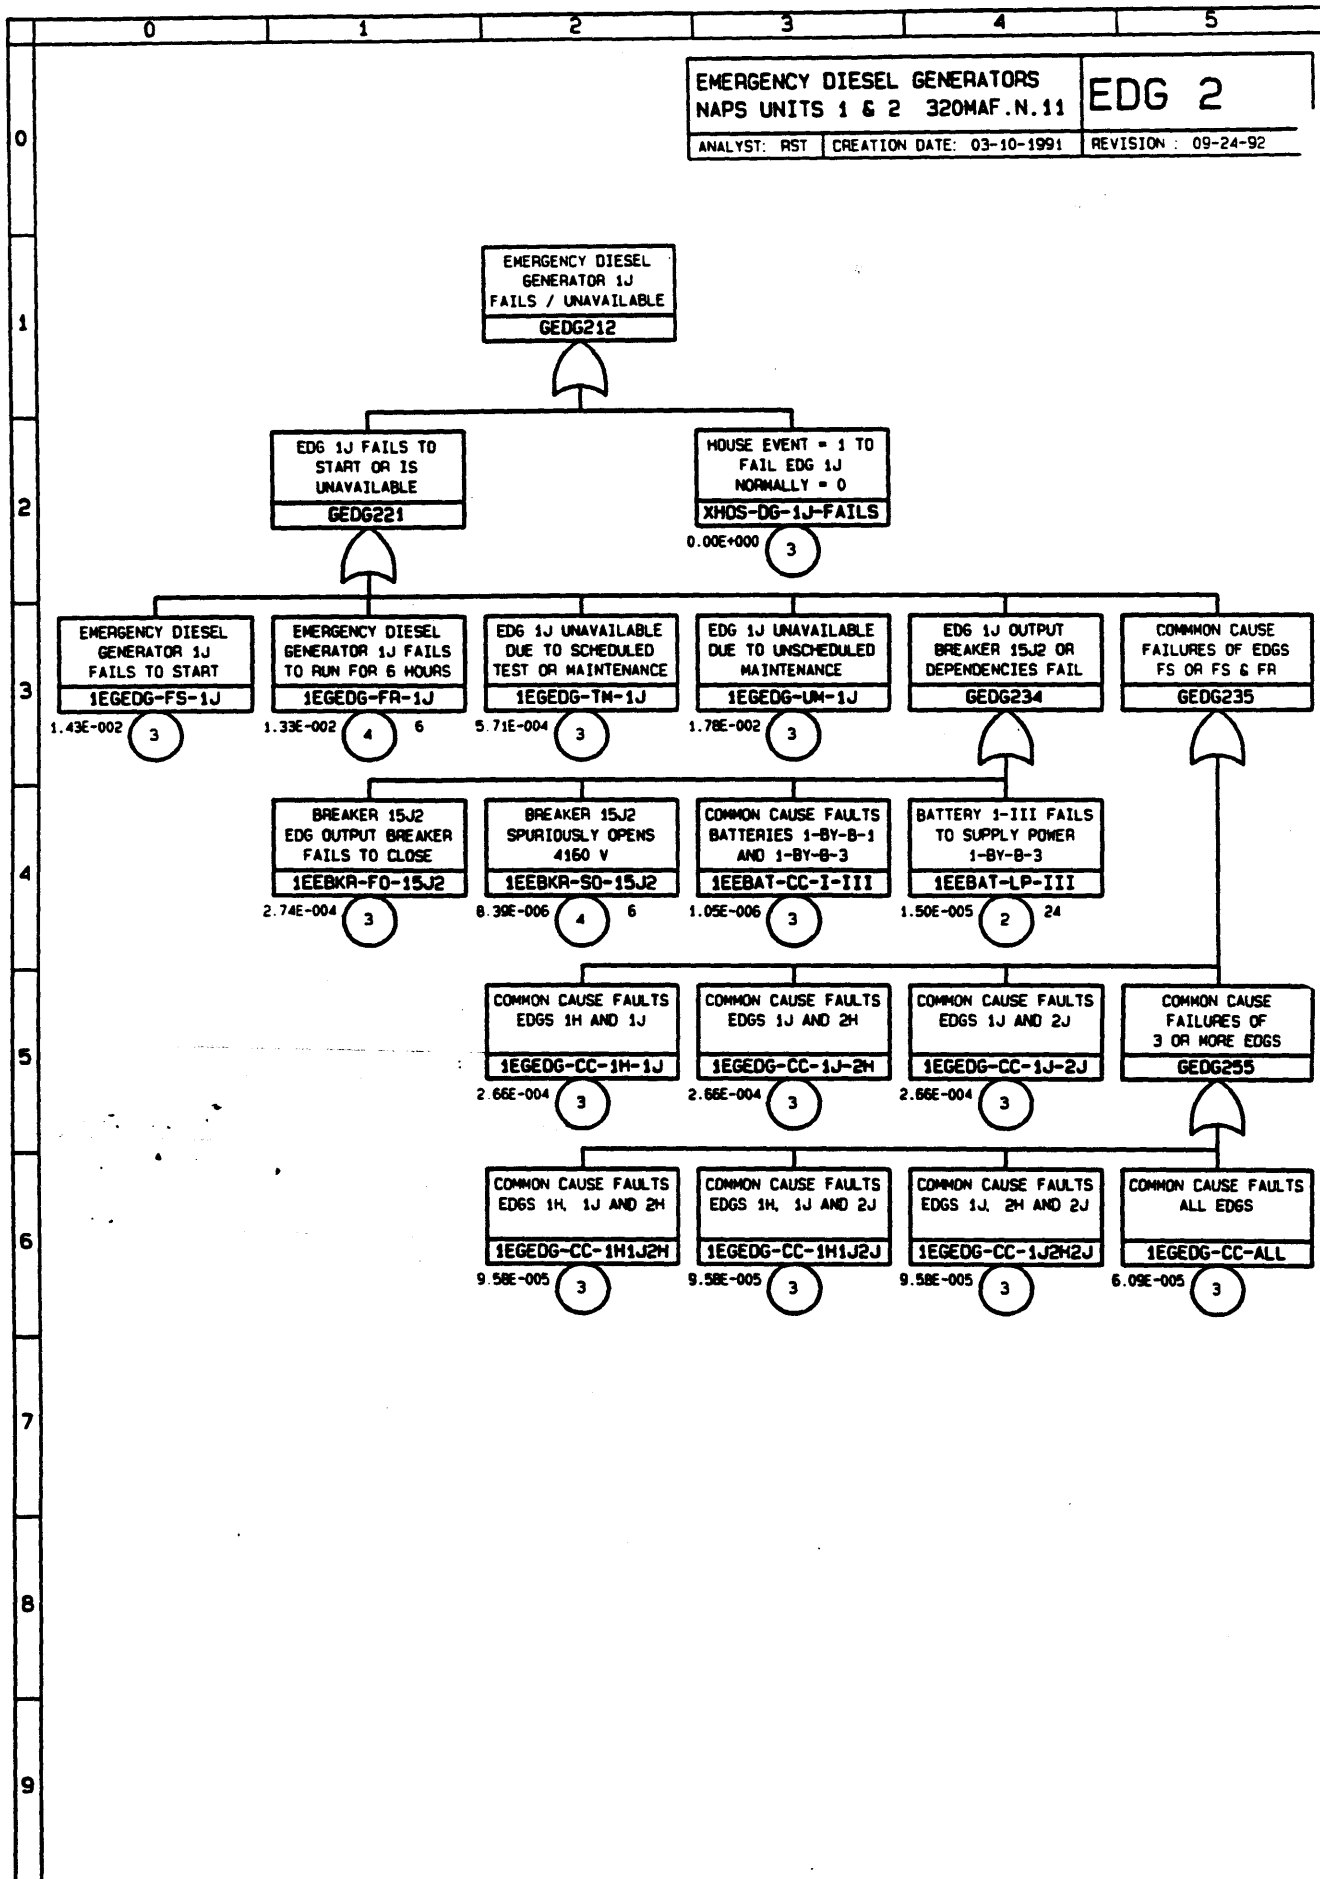 0 1 2 3 4 5
EMERGENCY DIESEL GENERATORS
NAPS UNITS 1 & 2 320MAF.N.11
EDG 2
ANALYST: RST CREATION DATE: 03-10-1991 REVISION : 09-24-92
0
EMERGENCY DIESEL
GENERATOR 1J
FAILS / UNAVAILABLE
GEDG212
1
EDG 1J FAILS TO
START OR IS
UNAVAILABLE
GEDG221
HOUSE EVENT = 1 TO
FAIL EDG 1J
NORMALLY = 0
XHOS-DG-1J-FAILS
0.00E+000 3
2
EMERGENCY DIESEL
GENERATOR 1J
FAILS TO START
1EGEDG-FS-1J
1.43E-002 3
EMERGENCY DIESEL
GENERATOR 1J FAILS
TO RUN FOR 6 HOURS
1EGEDG-FR-1J
1.33E-002 4 6
EDG 1J UNAVAILABLE
DUE TO SCHEDULED
TEST OR MAINTENANCE
1EGEDG-TM-1J
5.71E-004 3
EDG 1J UNAVAILABLE
DUE TO UNSCHEDULED
MAINTENANCE
1EGEDG-UM-1J
1.78E-002 3
EDG 1J OUTPUT
BREAKER 15J2 OR
DEPENDENCIES FAIL
GEDG234
COMMMON CAUSE
FAILURES OF EDGS
FS OR FS & FR
GEDG235
3
BREAKER 15J2
EDG OUTPUT BREAKER
FAILS TO CLOSE
1EEBKR-FO-15J2
2.74E-004 3
BREAKER 15J2
SPURIOUSLY OPENS
4160 V
1EEBKR-SO-15J2
8.39E-006 4 6
COMMON CAUSE FAULTS
BATTERIES 1-BY-B-1
AND 1-BY-B-3
1EEBAT-CC-I-III
1.05E-006 3
BATTERY 1-III FAILS
TO SUPPLY POWER
1-BY-B-3
1EEBAT-LP-III
1.50E-005 2 24
4
COMMON CAUSE FAULTS
EDGS 1H AND 1J
1EGEDG-CC-1H-1J
2.66E-004 3
COMMON CAUSE FAULTS
EDGS 1J AND 2H
1EGEDG-CC-1J-2H
2.66E-004 3
COMMON CAUSE FAULTS
EDGS 1J AND 2J
1EGEDG-CC-1J-2J
2.66E-004 3
COMMON CAUSE
FAILURES OF
3 OR MORE EDGS
GEDG255
5
COMMON CAUSE FAULTS
EDGS 1H, 1J AND 2H
1EGEDG-CC-1H1J2H
9.58E-005 3
COMMON CAUSE FAULTS
EDGS 1H, 1J AND 2J
1EGEDG-CC-1H1J2J
9.58E-005 3
COMMON CAUSE FAULTS
EDGS 1J, 2H AND 2J
1EGEDG-CC-1J2H2J
9.58E-005 3
COMMON CAUSE FAULTS
ALL EDGS
1EGEDG-CC-ALL
6.09E-005 3
6
7
8
9